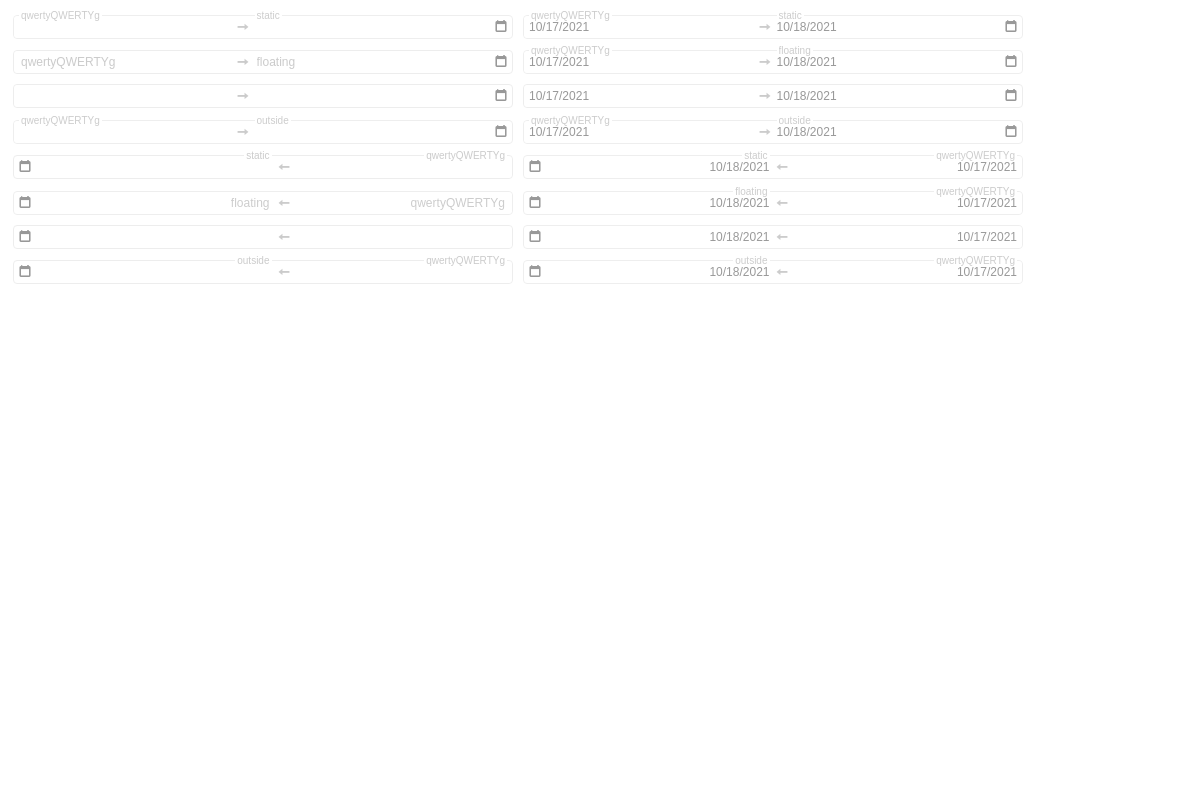 qwertyQWERTYg static qwertyQWERTYg static
10/17/2021 10/18/2021
qwertyQWERTYg floating
qwertyQWERTYg floating 10/17/2021 10/18/2021
10/17/2021 10/18/2021
qwertyQWERTYg outside qwertyQWERTYg outside
10/17/2021 10/18/2021
static qwertyQWERTYg static qwertyQWERTYg
10/18/2021 10/17/2021
floating qwertyQWERTYg
floating qwertyQWERTYg 10/18/2021 10/17/2021
10/18/2021 10/17/2021
outside qwertyQWERTYg outside qwertyQWERTYg
10/18/2021 10/17/2021